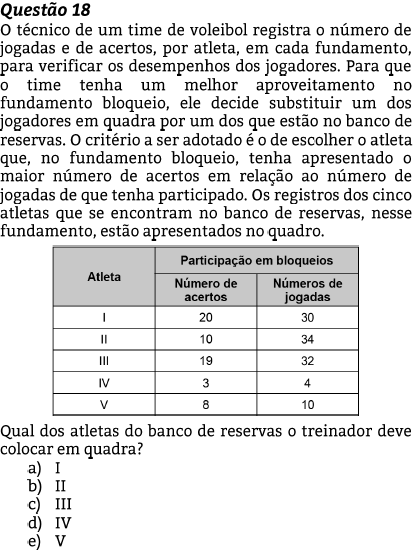 Questão 18
O técnico de um time de voleibol registra o número de
jogadas e de acertos, por atleta, em cada fundamento,
para verificar os desempenhos dos jogadores. Para que
o time tenha um melhor aproveitamento no
fundamento bloqueio, ele decide substituir um dos
jogadores em quadra por um dos que estão no banco de
reservas. O critério a ser adotado é o de escolher o atleta
que, no fundamento bloqueio, tenha apresentado o
maior número de acertos em relação ao número de
jogadas de que tenha participado. Os registros dos cinco
atletas que se encontram no banco de reservas, nesse
fundamento, estão apresentados no quadro.
Atleta
Participação em bloqueios
Número de acertos
Números de jogadas
I 20 30
II 10 34
III 19 32
IV 3 4
V 8 10
Qual dos atletas do banco de reservas o treinador deve
colocar em quadra?
a) I
b) II
c) III
d) IV
e) V